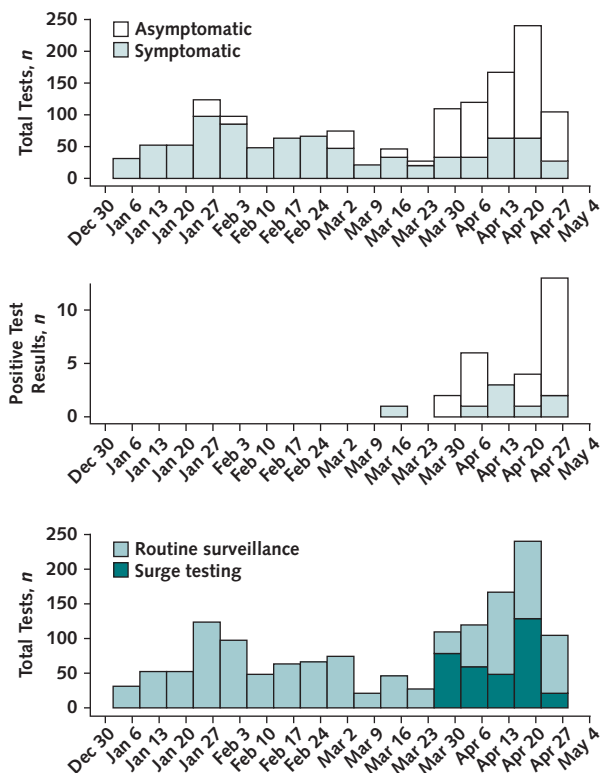 250
200
150
100
50
0
Total Tests, n
Asymptomatic
Symptomatic
Dec 30 Jan 6 Jan 13 Jan 20 Jan 27 Feb 3 Feb 10 Feb 17 Feb 24 Mar 2 Mar 9 Mar 16 Mar 23 Mar 30 Apr 6 Apr 13 Apr 20 Apr 27 May 4
10
5
0
Positive Test
Results, n
Dec 30 Jan 6 Jan 13 Jan 20 Jan 27 Feb 3 Feb 10 Feb 17 Feb 24 Mar 2 Mar 9 Mar 16 Mar 23 Mar 30 Apr 6 Apr 13 Apr 20 Apr 27 May 4
250
200
150
100
50
0
Total Tests, n
Routine surveillance
Surge testing
Dec 30 Jan 6 Jan 13 Jan 20 Jan 27 Feb 3 Feb 10 Feb 17 Feb 24 Mar 2 Mar 9 Mar 16 Mar 23 Mar 30 Apr 6 Apr 13 Apr 20 Apr 27 May 4